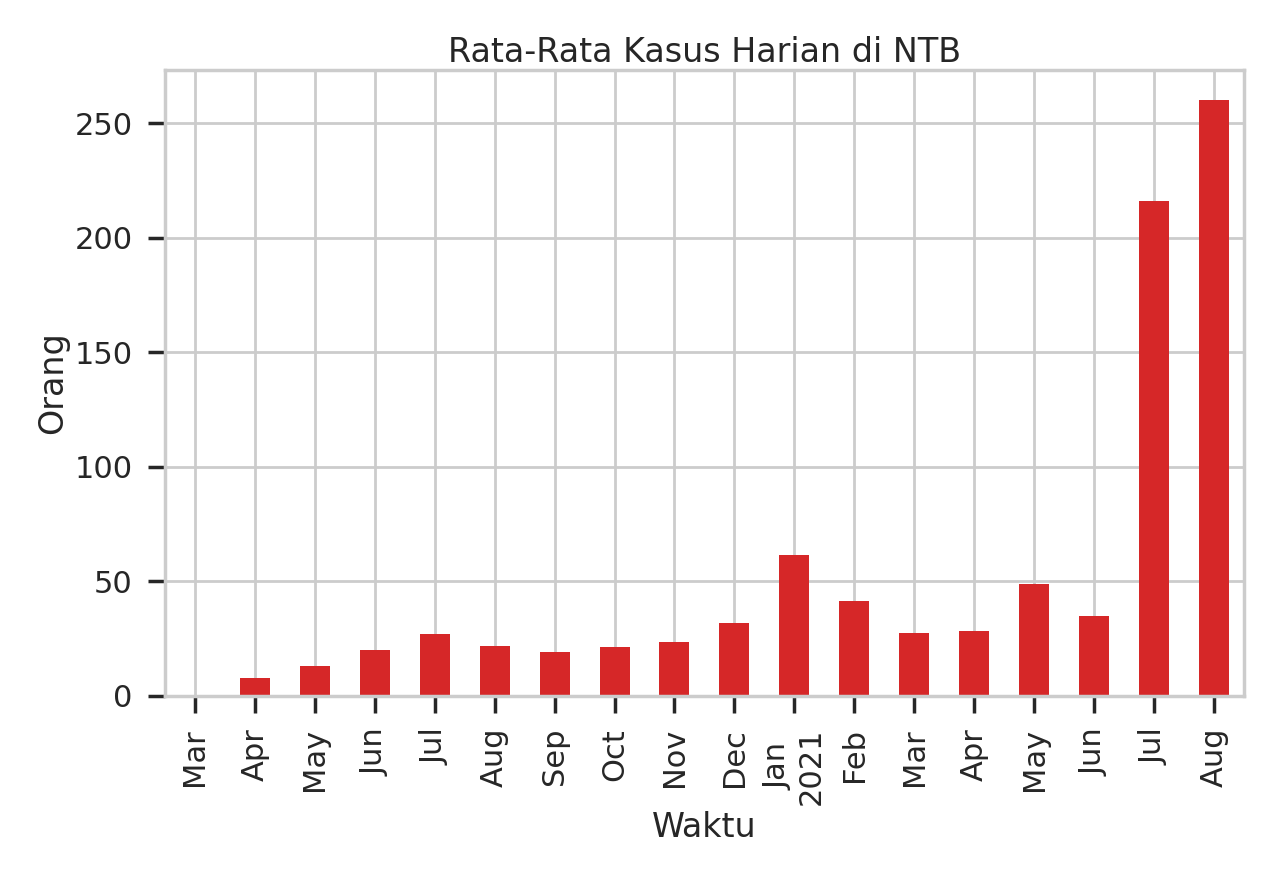 Rata-Rata Kasus Harian di NTB
Orang
250
200
150
100
50
0
Mar
Apr
May
Jun
Jul
Aug
Sep
Oct
Nov
Dec
Jan
2021
Feb
Mar
Apr
May
Jun
Jul
Aug
Waktu